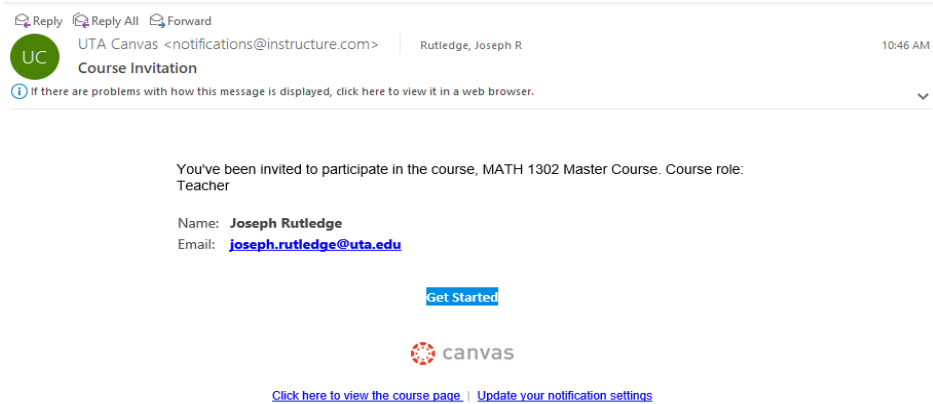 Reply Reply All Forward
UC
UTA Canvas <notifications@instructure.com> Rutledge, Joseph R 10:46 AM
Course Invitation
If there are problems with how this message is displayed, click here to view it in a web browser.
You've been invited to participate in the course, MATH 1302 Master Course. Course role:
Teacher
Name: Joseph Rutledge
Email: joseph.rutledge@uta.edu
Get Started
canvas
Click here to view the course page | Update your notification settings